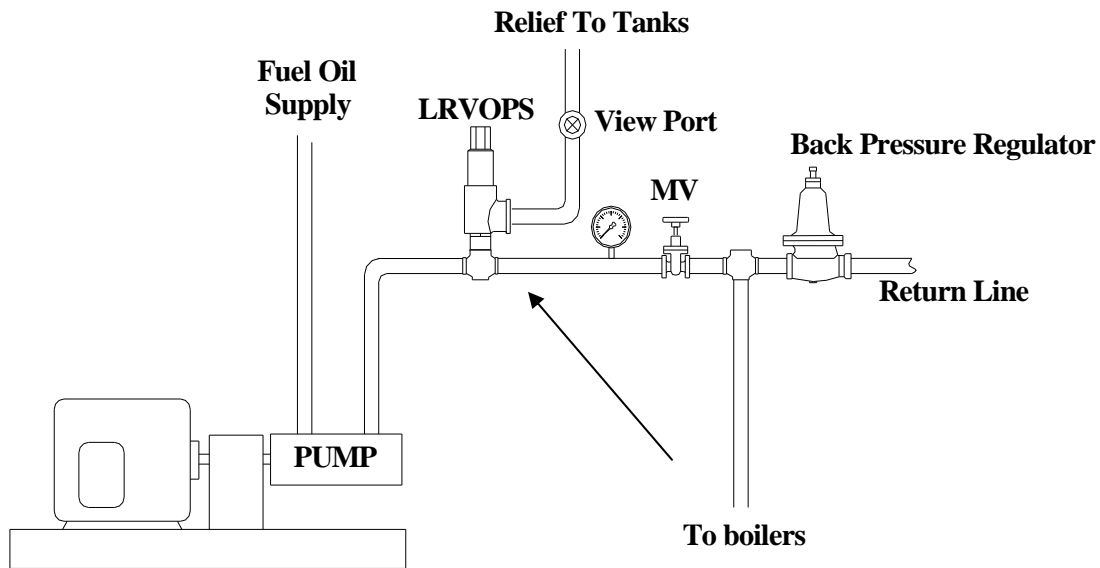 Relief To Tanks
Fuel Oil
Supply
LRVOPS
View Port
Back Pressure Regulator
MV
Return Line
PUMP
To boilers